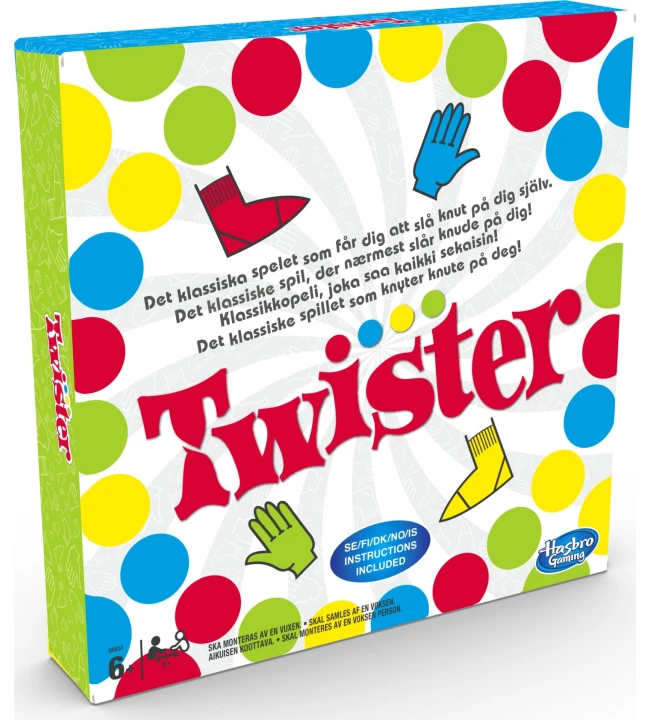 Twister
Det klassiska spelet som får dig att slå knut på dig själv.
Det klassiske spil, der nærmest slår knude på dig!
Klassikkopeli, joka saa kaikki sekaisin!
Det klassiske spillet som knyter knute på deg!
Twister
Twister
SE/FI/DK/NO/IS
INSTRUCTIONS
INCLUDED
Hasbro
Gaming
6+
SKA MONTERAS AV EN VUXEN. • SKAL SAMLES AF EN VOKSEN.
AIKUISEN KOOTTAVA. • SKAL MONTERES AV EN VOKSEN PERSON.